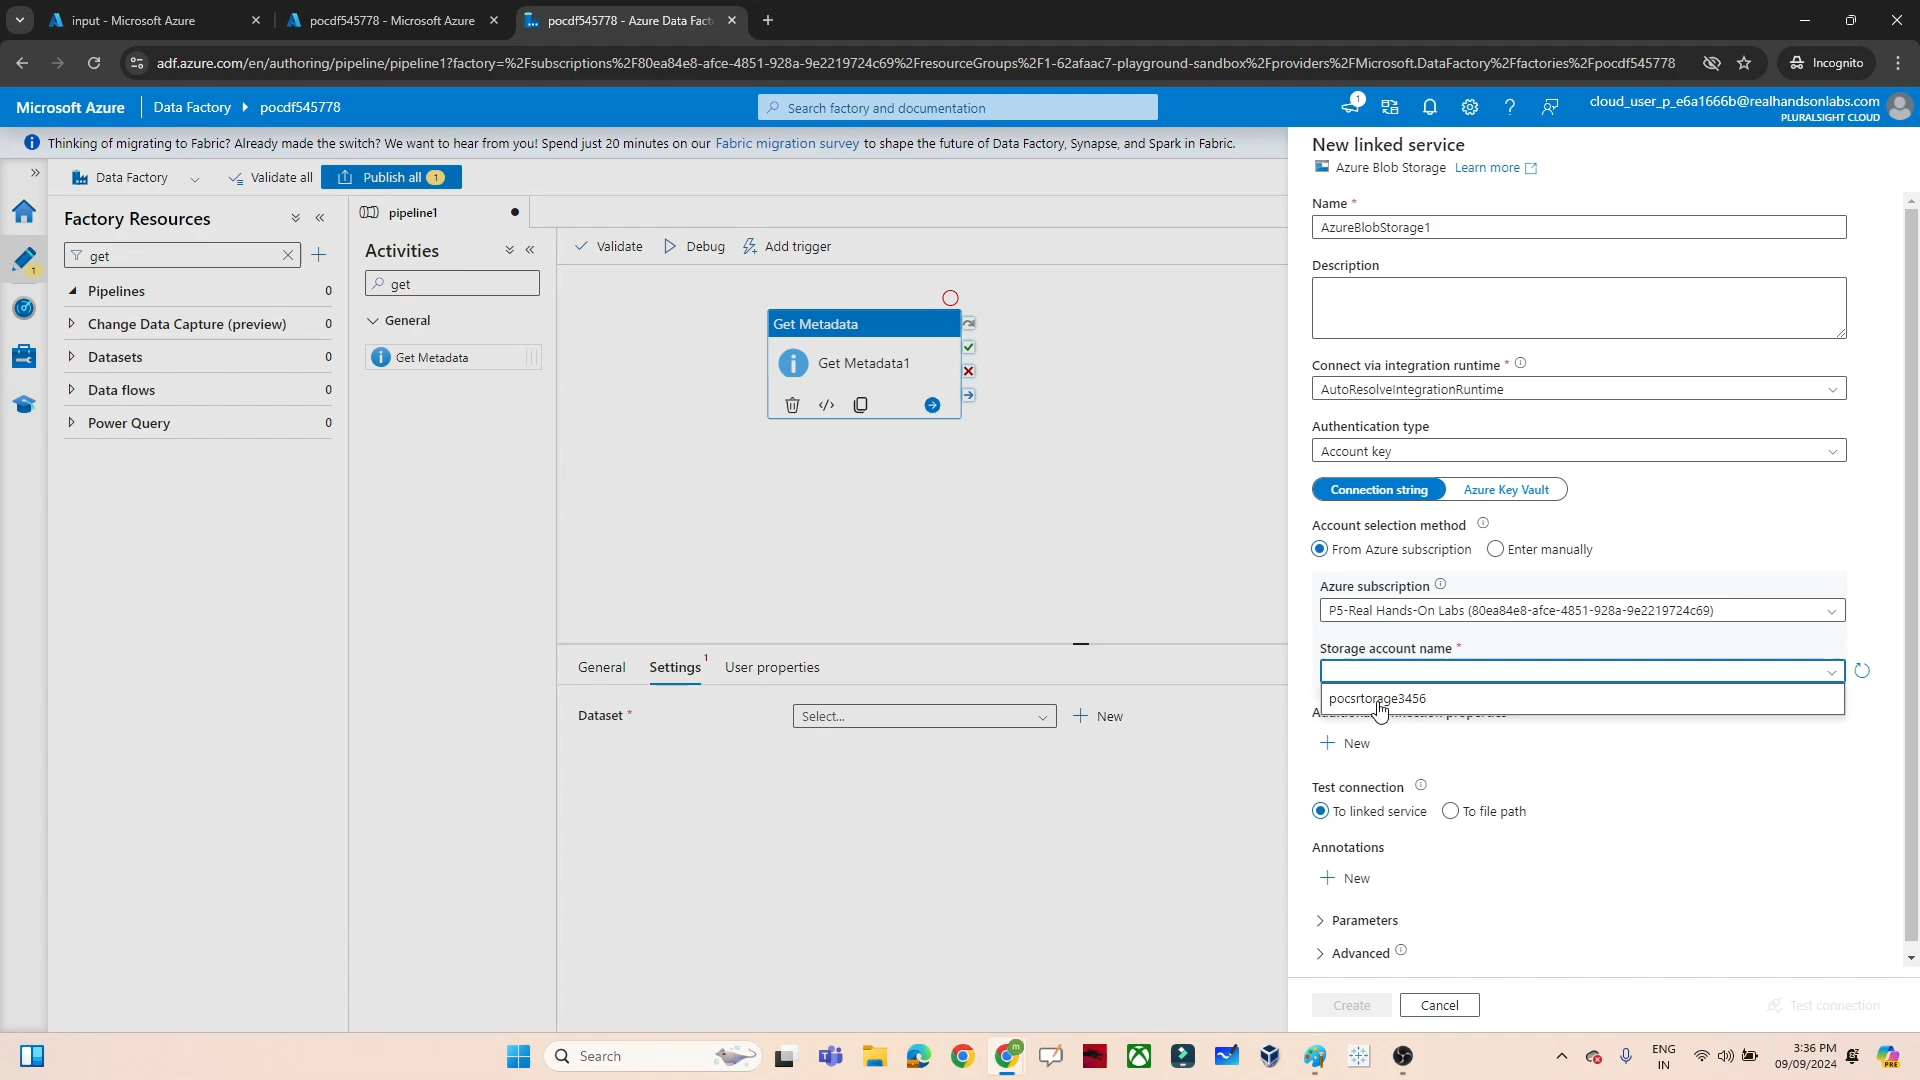 input - Microsoft Azure
pocdf545778 - Microsoft Azure
pocdf545778 - Azure Data Fact
adf.azure.com/en/authoring/pipeline/pipeline1?factory=%2Fsubscriptions%2F80ea84e8-afce-4851-928a-9e2219724c69%2FresourceGroups%2F1-62afaac7-playground-sandbox%2Fproviders%2FMicrosoft.DataFactory%2Ffactories%2Fpocdf545778
Incognito
Microsoft Azure
Data Factory
pocdf545778
Search factory and documentation
1
cloud_user_p_e6a1666b@realhandsonlabs.com
PLURALSIGHT CLOUD
Thinking of migrating to Fabric? Already made the switch? We want to hear from you! Spend just 20 minutes on our Fabric migration survey to shape the future of Data Factory, Synapse, and Spark in Fabric.
Data Factory
Validate all
Publish all 1
Factory Resources
get
Pipelines 0
Change Data Capture (preview) 0
Datasets 0
Data flows 0
Power Query 0
1
pipeline1
Activities
get
General
Get Metadata
Validate
Debug
Add trigger
Get Metadata
Get Metadata1
General
Settings 1
User properties
Dataset *
Select...
New
New linked service
Azure Blob Storage Learn more
Name *
AzureBlobStorage1
Description
Connect via integration runtime *
AutoResolveIntegrationRuntime
Authentication type
Account key
Connection string
Azure Key Vault
Account selection method
From Azure subscription
Enter manually
Azure subscription
P5-Real Hands-On Labs (80ea84e8-afce-4851-928a-9e2219724c69)
Storage account name *
pocsrtorage3456
New
Test connection
To linked service
To file path
Annotations
New
Parameters
Advanced
Create
Cancel
Test connection
Search
ENG
IN
3:36 PM
09/09/2024
PRE